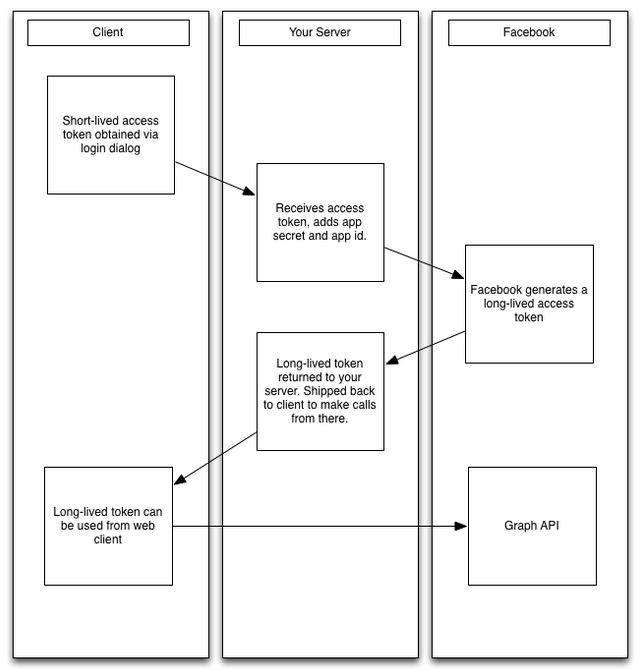 Client
Your Server
Facebook
Short-lived access
token obtained via
login dialog
Receives access
token, adds app
secret and app id.
Facebook generates a
long-lived access
token
Long-lived token
returned to your
server. Shipped back
to client to make calls
from there.
Long-lived token can
be used from web
client
Graph API